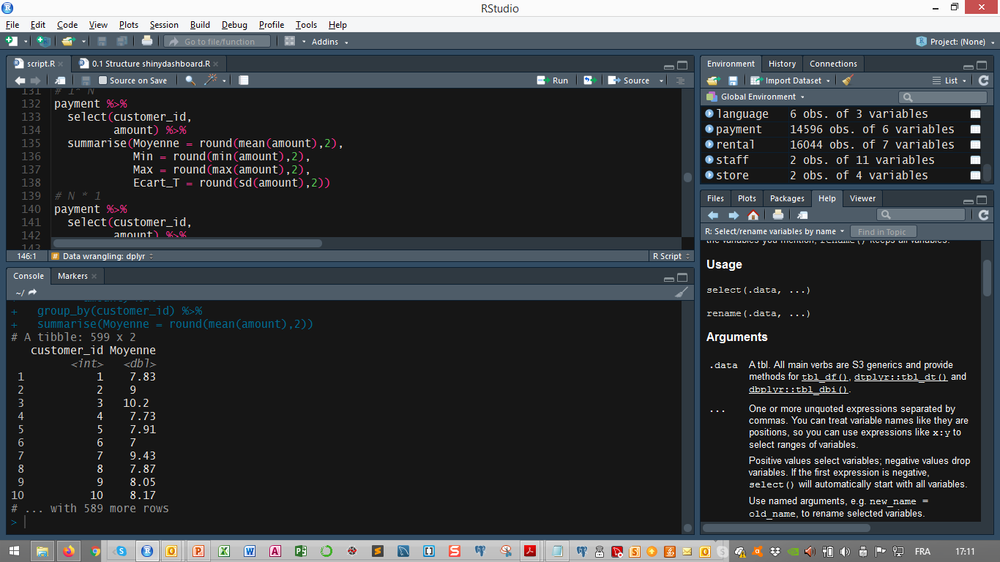 RStudio
File Edit Code View Plots Session Build Debug Profile Tools Help
Go to file/function Addins Project: (None)
script.R 0.1 Structure shinydashboard.R
Source on Save Run Source
131 # 1* N
132 payment %>%
133 select(customer_id,
134 amount) %>%
135 summarise(Moyenne = round(mean(amount),2),
136 Min = round(min(amount),2),
137 Max = round(max(amount),2),
138 Ecart_T = round(sd(amount),2))
139 # N * 1
140 payment %>%
141 select(customer_id,
142 amount) %>%
143
146:1 # Data wrangling: dplyr R Script
Console Markers
~/
+ group_by(customer_id) %>%
+ summarise(Moyenne = round(mean(amount),2))
# A tibble: 599 x 2
customer_id Moyenne
<int> <dbl>
1 1 7.83
2 2 9
3 3 10.2
4 4 7.73
5 5 7.91
6 6 7
7 7 9.43
8 8 7.87
9 9 8.05
10 10 8.17
# ... with 589 more rows
>
Environment History Connections
Import Dataset List
Global Environment
language 6 obs. of 3 variables
payment 14596 obs. of 6 variables
rental 16044 obs. of 7 variables
staff 2 obs. of 11 variables
store 2 obs. of 4 variables
Files Plots Packages Help Viewer
R: Select/rename variables by name Find in Topic
the variables you mention; rename() keeps all variables.
Usage
select(.data, ...)
rename(.data, ...)
Arguments
.data A tbl. All main verbs are S3 generics and provide
methods for tbl_df(), dtplyr::tbl_dt() and
dbplyr::tbl_dbi().
... One or more unquoted expressions separated by
commas. You can treat variable names like they are
positions, so you can use expressions like x:y to
select ranges of variables.
Positive values select variables; negative values drop
variables. If the first expression is negative,
select() will automatically start with all variables.
Use named arguments, e.g. new_name =
old_name, to rename selected variables.
FRA 17:11